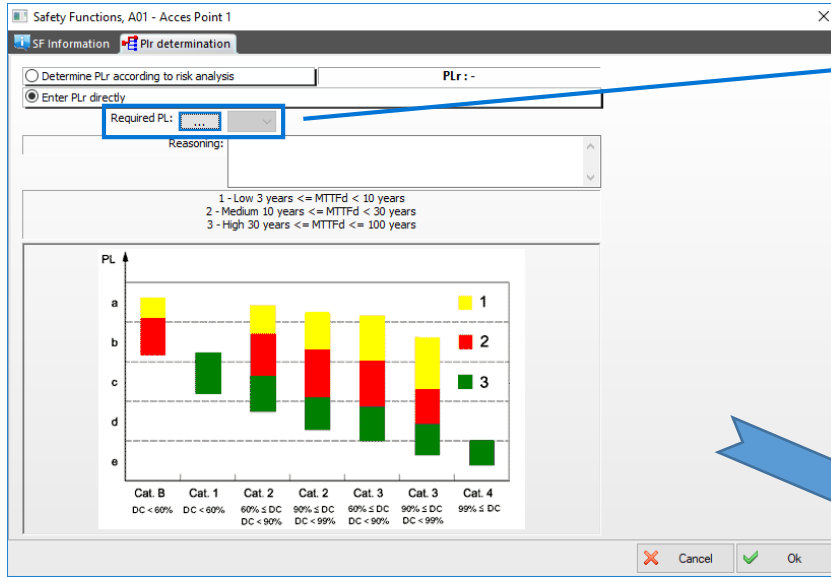 Safety Functions, A01 - Acces Point 1
SF Information
Plr determination
Determine PLr according to risk analysis
PLr : -
Enter PLr directly
Required PL: ...
Reasoning:
1 - Low 3 years <= MTTFd < 10 years
2 - Medium 10 years <= MTTFd < 30 years
3 - High 30 years <= MTTFd <= 100 years
PL
a
1
b
2
c
3
d
e
Cat. B Cat. 1 Cat. 2 Cat. 2 Cat. 3 Cat. 3 Cat. 4
DC < 60% DC < 60% 60% ≤ DC 90% ≤ DC 60% ≤ DC 90% ≤ DC 99% ≤ DC
DC < 90% DC < 99% DC < 90% DC < 99%
Cancel Ok